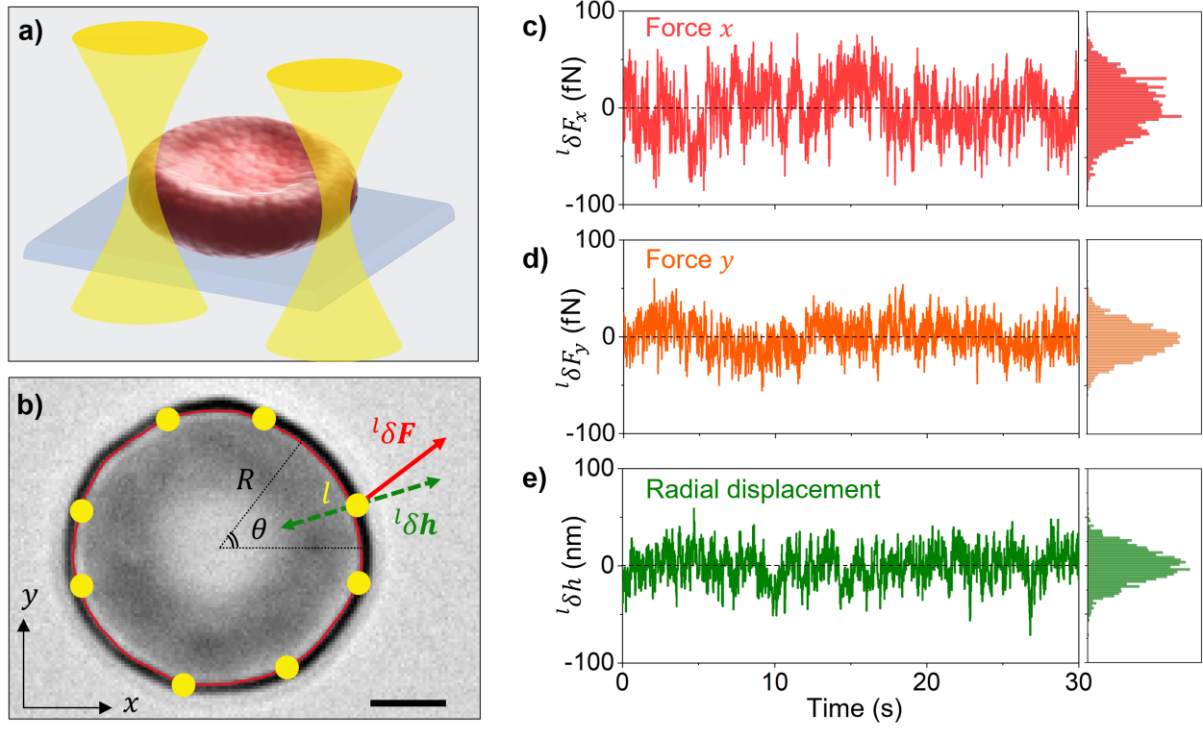 a)
b)
R
θ
l
ˡδF
ˡδh
y
x
c)
Force x
ˡδFₓ (fN)
100
0
-100
d)
Force y
ˡδF_y (fN)
100
0
-100
e)
Radial displacement
ˡδh (nm)
100
0
-100
0
10
20
30
Time (s)